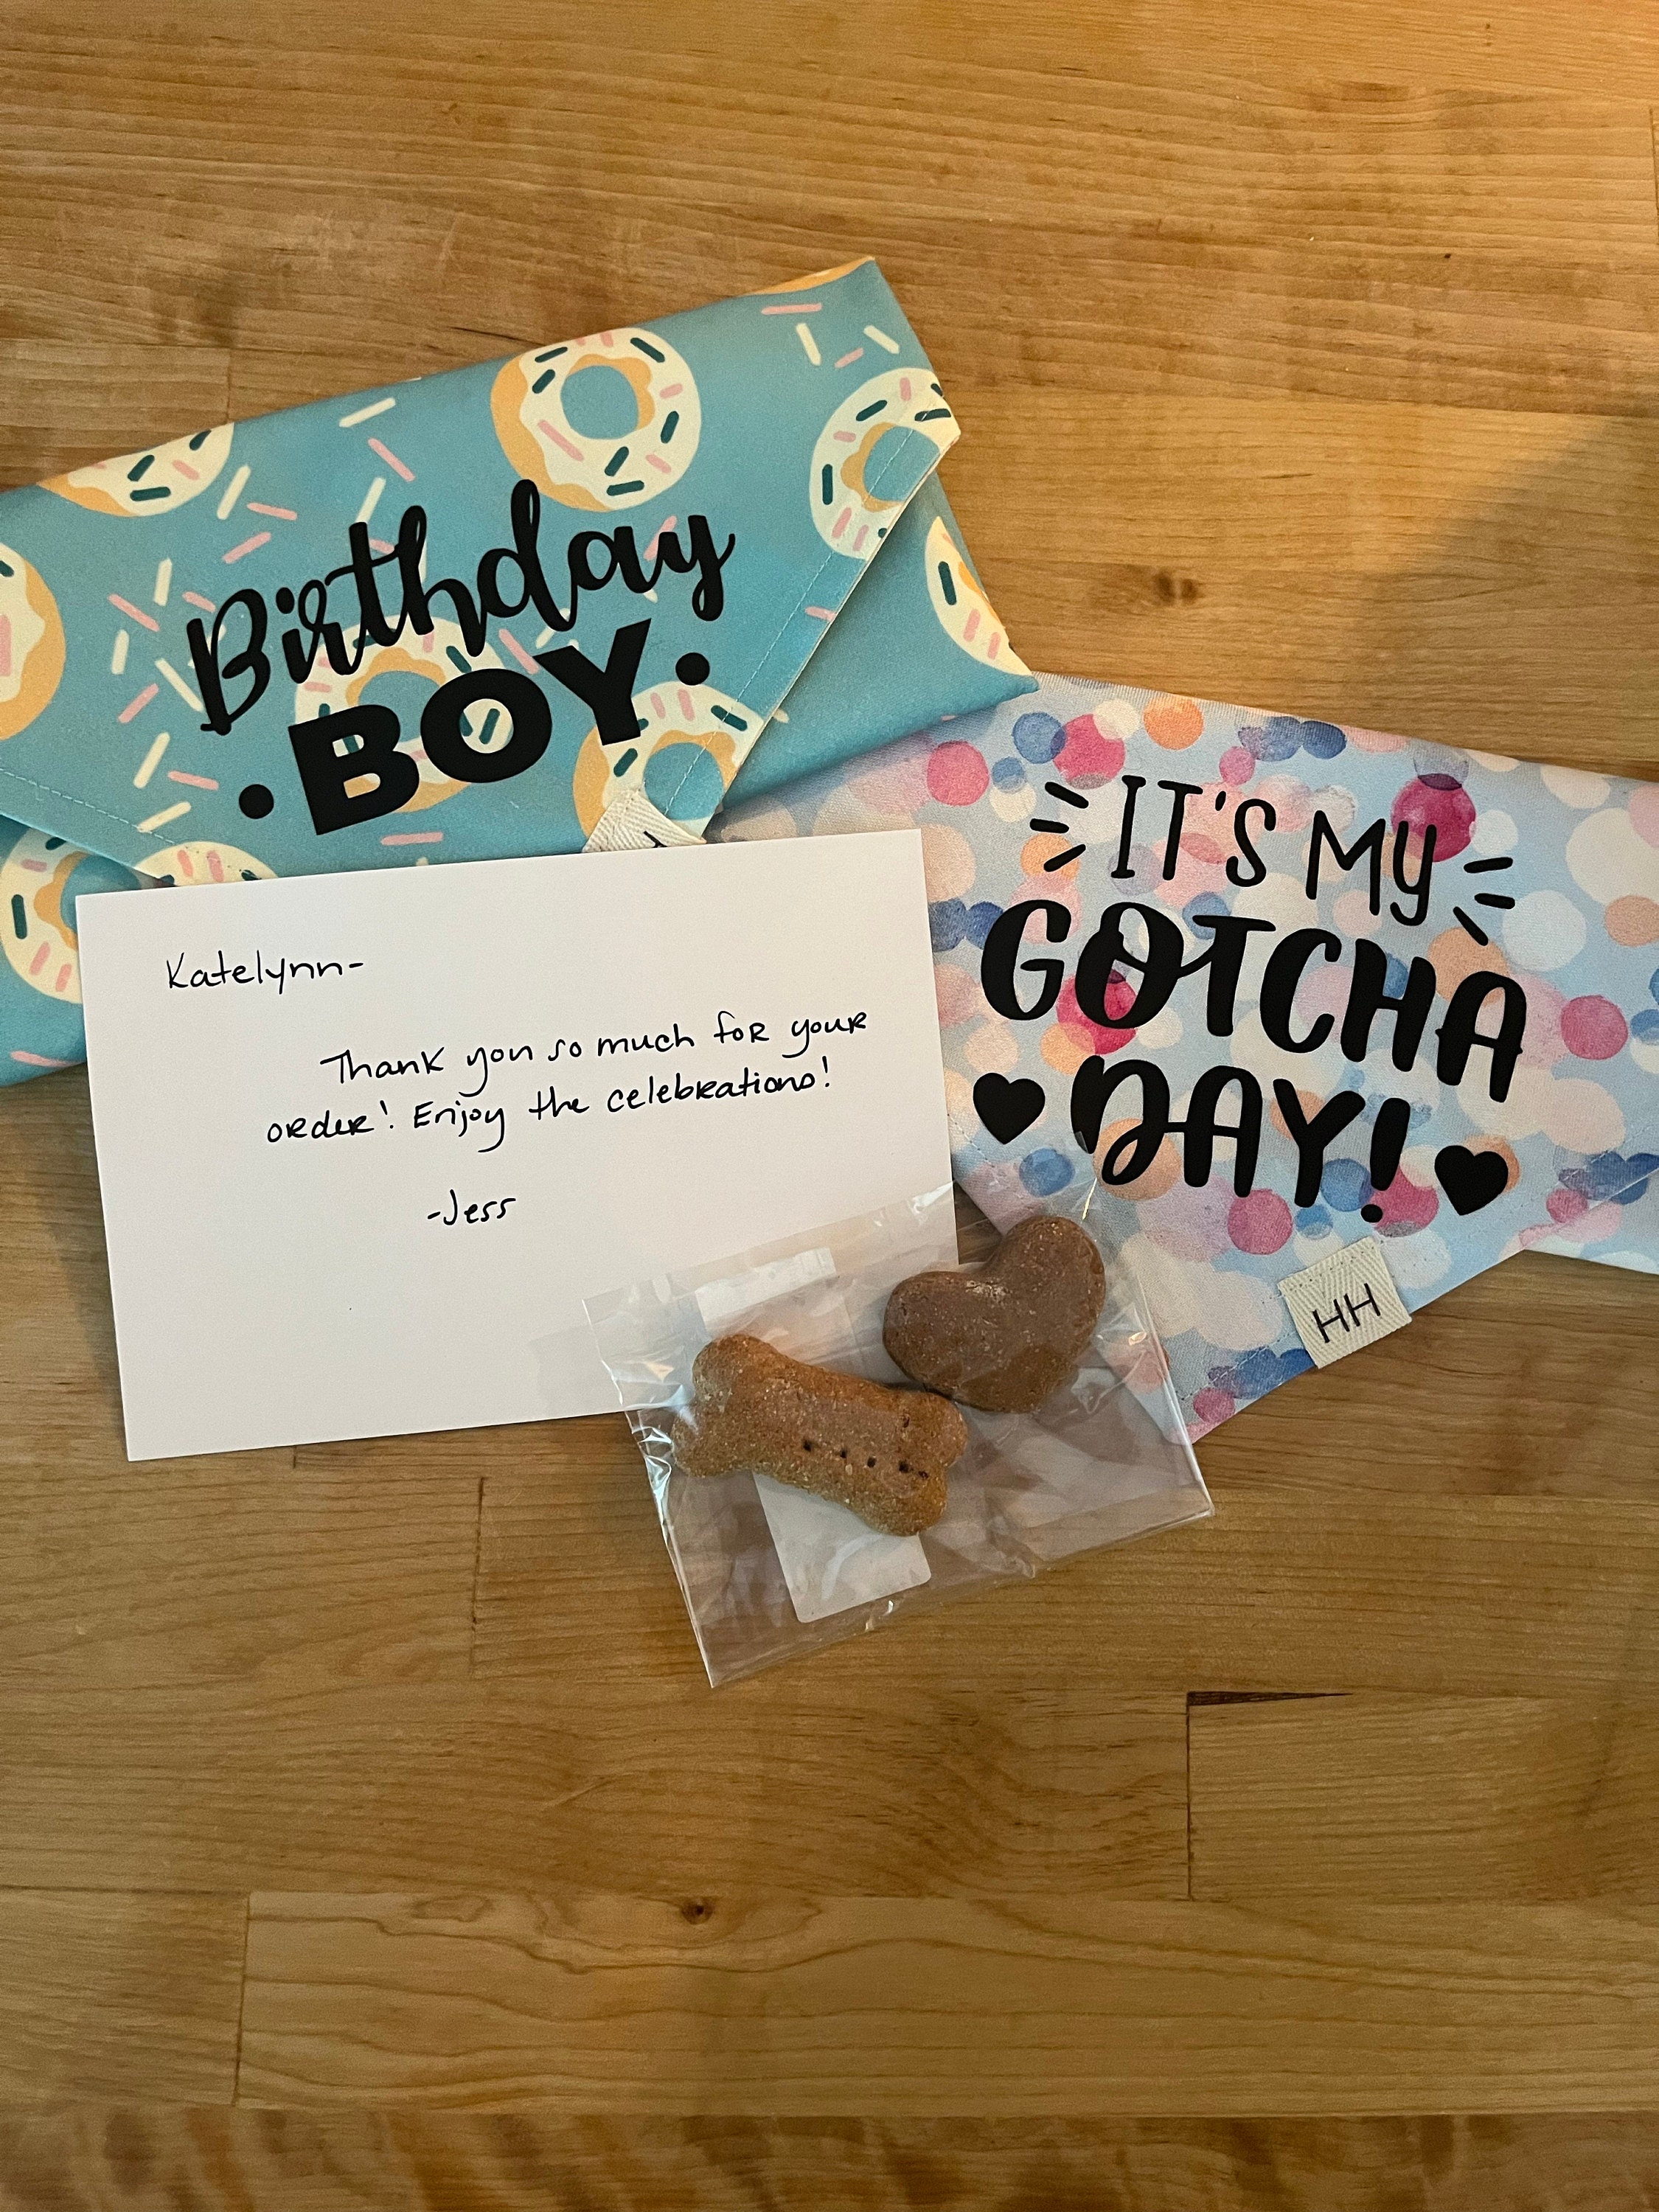 Birthday
•BOY•
IT'S MY
GOTCHA
DAY!
HH
Katelynn-
Thank you so much for your
order! Enjoy the celebrations!
-Jess